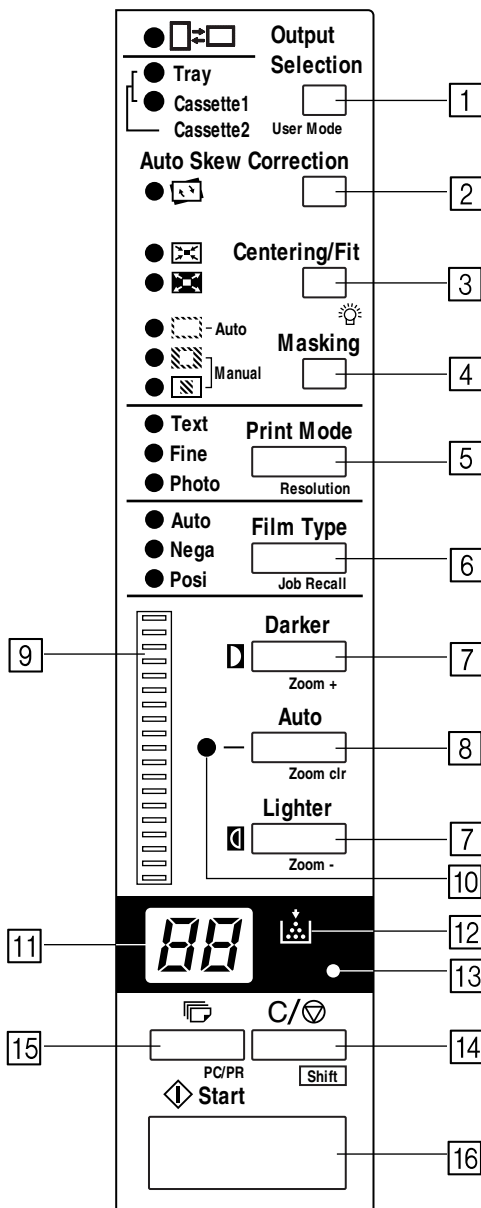 Output
Selection
Tray
Cassette1
Cassette2
User Mode
1
Auto Skew Correction
2
Centering/Fit
3
Auto
Masking
Manual
4
Text
Fine
Photo
Print Mode
Resolution
5
Auto
Nega
Posi
Film Type
Job Recall
6
9
Darker
Zoom +
7
Auto
Zoom clr
8
Lighter
Zoom -
7
10
11
88
12
13
C/
15
PC/PR
Shift
14
Start
16